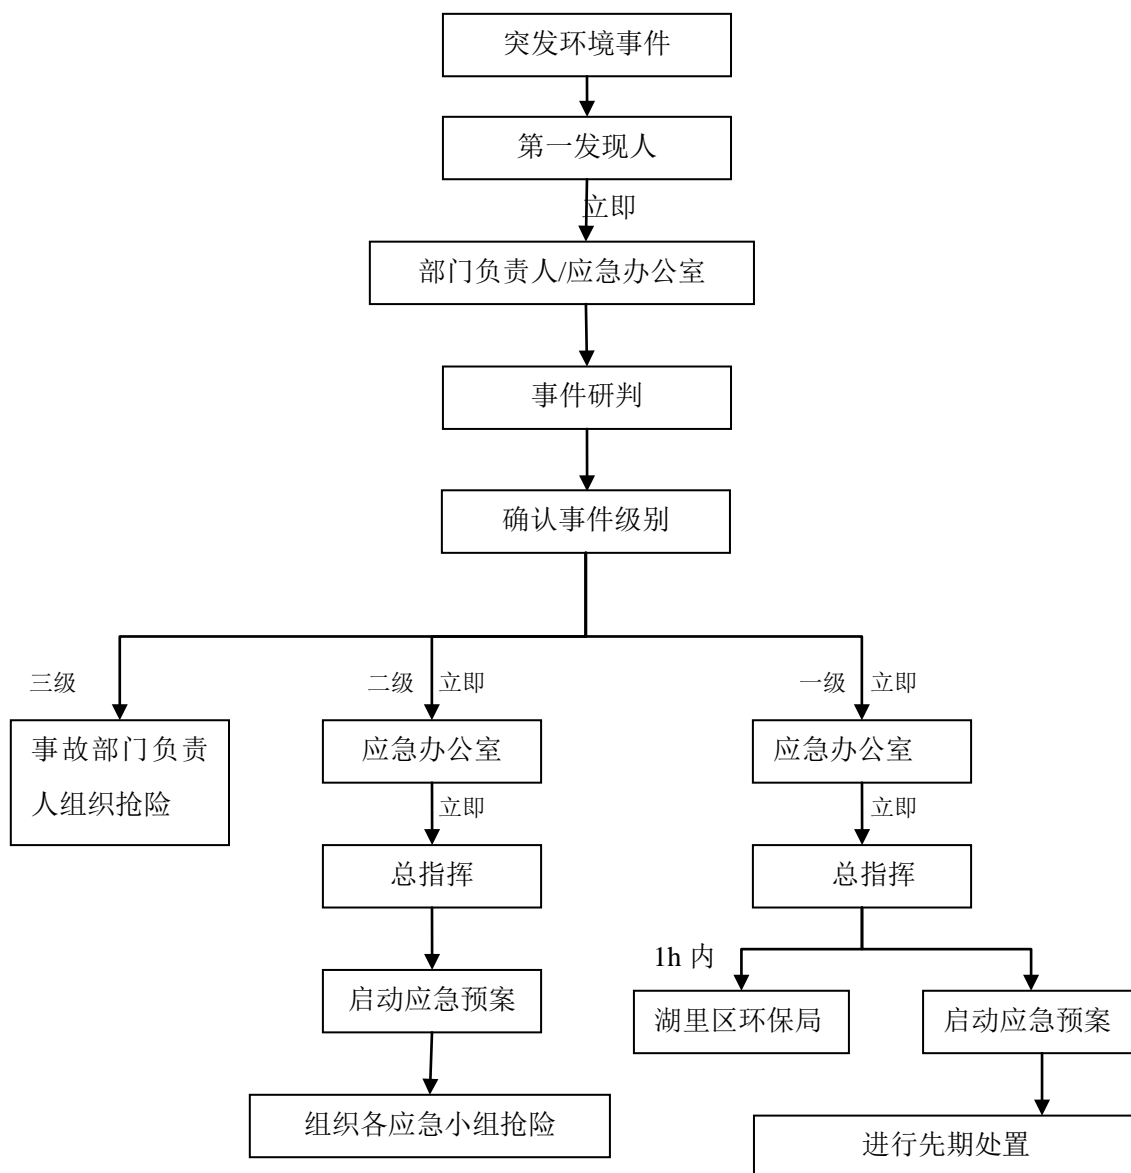 突发环境事件
第一发现人
立即
部门负责人/应急办公室
事件研判
确认事件级别
三级
二级 立即
一级 立即
事故部门负责
人组织抢险
应急办公室
应急办公室
立即
立即
总指挥
总指挥
1h 内
启动应急预案
湖里区环保局
启动应急预案
组织各应急小组抢险
进行先期处置